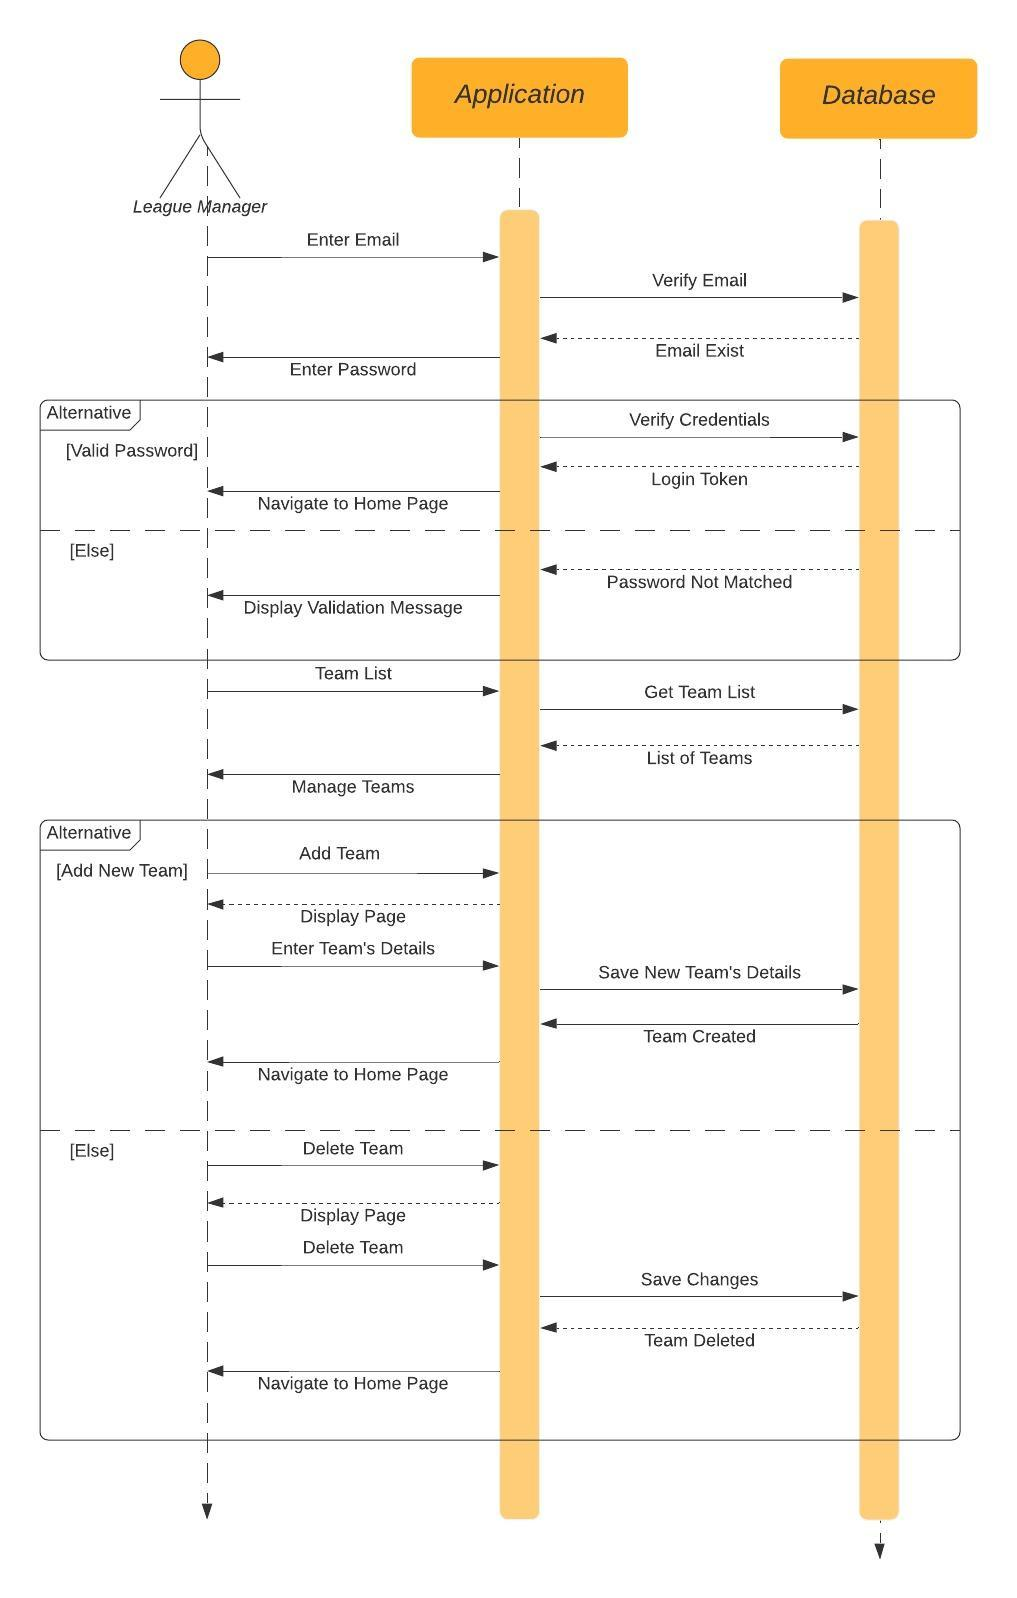 Application
Database
League Manager
Enter Email
Verify Email
Email Exist
Enter Password
Alternative
Verify Credentials
[Valid Password]
Login Token
Navigate to Home Page
[Else]
Password Not Matched
Display Validation Message
Team List
Get Team List
List of Teams
Manage Teams
Alternative
Add Team
[Add New Team]
Display Page
Enter Team's Details
Save New Team's Details
Team Created
Navigate to Home Page
[Else]
Delete Team
Display Page
Delete Team
Save Changes
Team Deleted
Navigate to Home Page